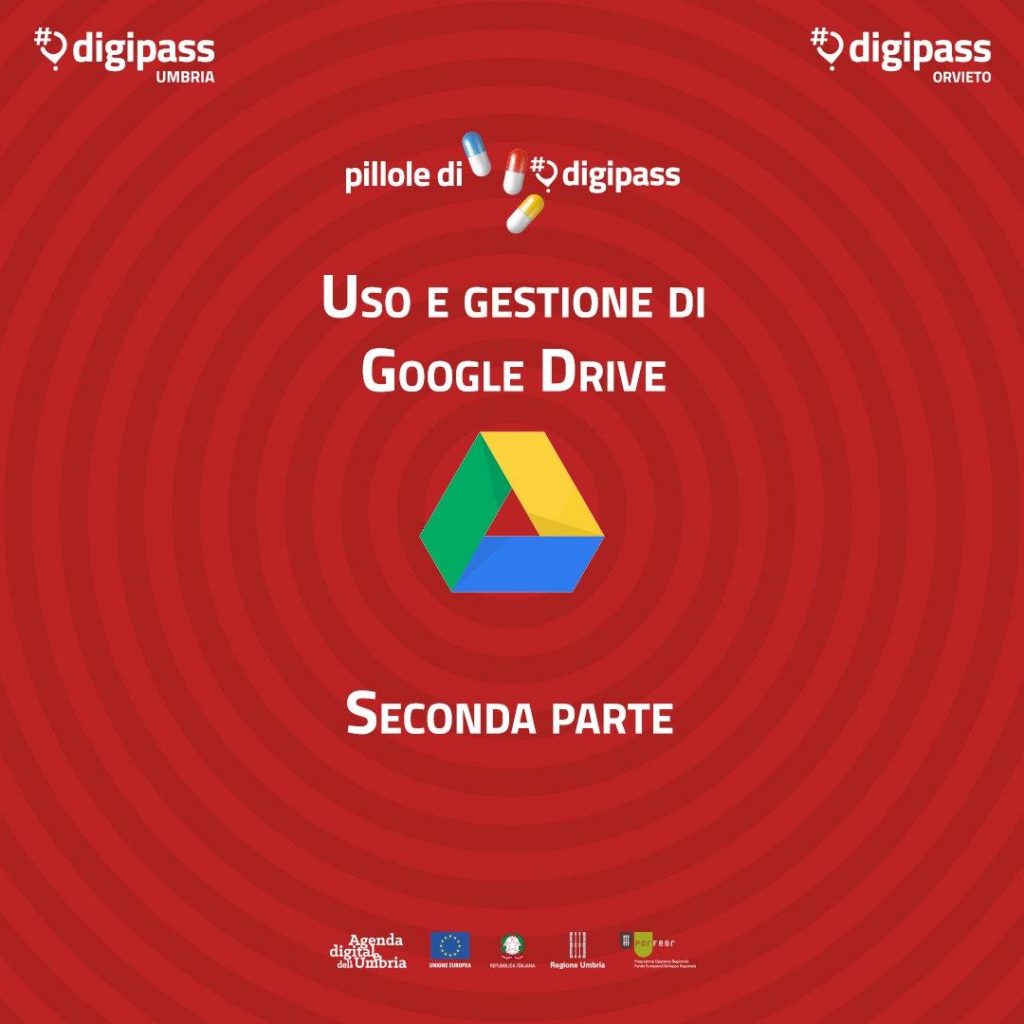 #digipass
UMBRIA
#digipass
ORVIETO
pillole di #digipass
USO E GESTIONE DI
GOOGLE DRIVE
SECONDA PARTE
Agenda
digitale
dell'Umbria
UNIONE EUROPEA
REPUBBLICA ITALIANA
Regione Umbria
por fesr
Programma Operativo Regionale
Fondo Europeo di Sviluppo Regionale